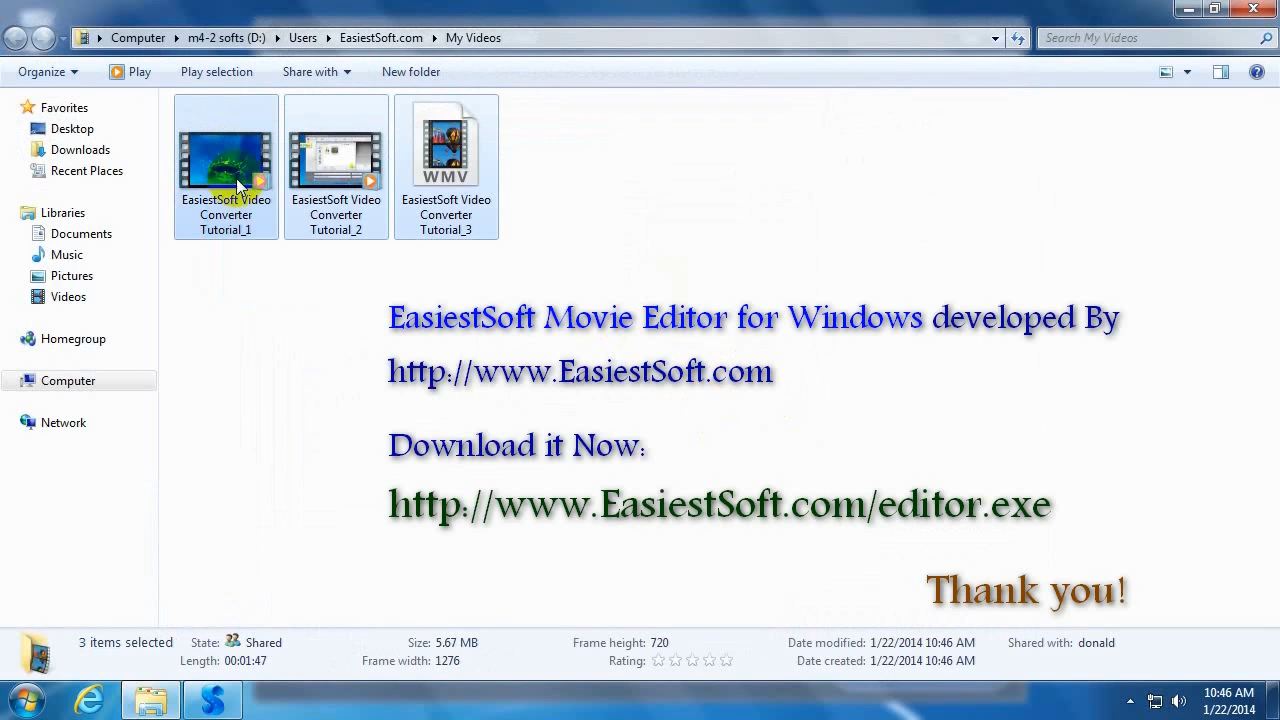 Computer m4-2 softs (D:) Users EasiestSoft.com My Videos
Search My Videos
Organize Play Play selection Share with New folder
Favorites
Desktop
Downloads
Recent Places
Libraries
Documents
Music
Pictures
Videos
Homegroup
Computer
Network
EasiestSoft Video
Converter
Tutorial_1
EasiestSoft Video
Converter
Tutorial_2
WMV
EasiestSoft Video
Converter
Tutorial_3
EasiestSoft Movie Editor for Windows developed By
http://www.EasiestSoft.com
Download it Now:
http://www.EasiestSoft.com/editor.exe
Thank you!
3 items selected State: Shared Size: 5.67 MB Frame height: 720 Date modified: 1/22/2014 10:46 AM Shared with: donald
Length: 00:01:47 Frame width: 1276 Rating: Date created: 1/22/2014 10:46 AM
10:46 AM
1/22/2014